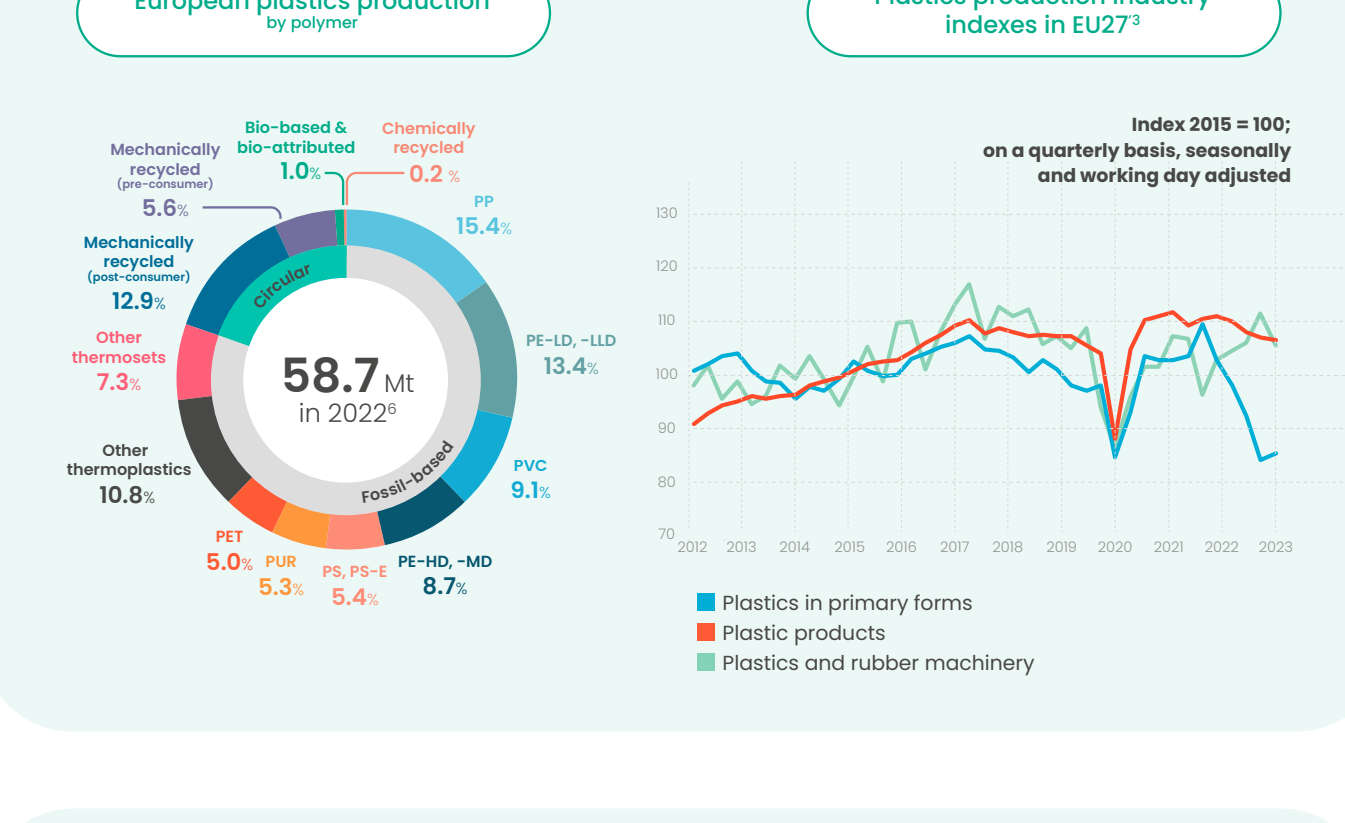 European plastics production
by polymer
Plastics production industry
indexes in EU27’³
Bio-based &
bio-attributed
1.0%
Chemically
recycled
0.2 %
Mechanically
recycled
(pre-consumer)
5.6%
PP
15.4%
Mechanically
recycled
(post-consumer)
12.9%
Other
thermosets
7.3%
PE-LD, -LLD
13.4%
Circular
58.7 Mt
in 2022⁶
Fossil-based
Other
thermoplastics
10.8%
PVC
9.1%
PET
5.0%
PUR
5.3%
PS, PS-E
5.4%
PE-HD, -MD
8.7%
Index 2015 = 100;
on a quarterly basis, seasonally
and working day adjusted
130
120
110
100
90
80
70
2012 2013 2014 2015 2016 2017 2018 2019 2020 2021 2022 2023
Plastics in primary forms
Plastic products
Plastics and rubber machinery